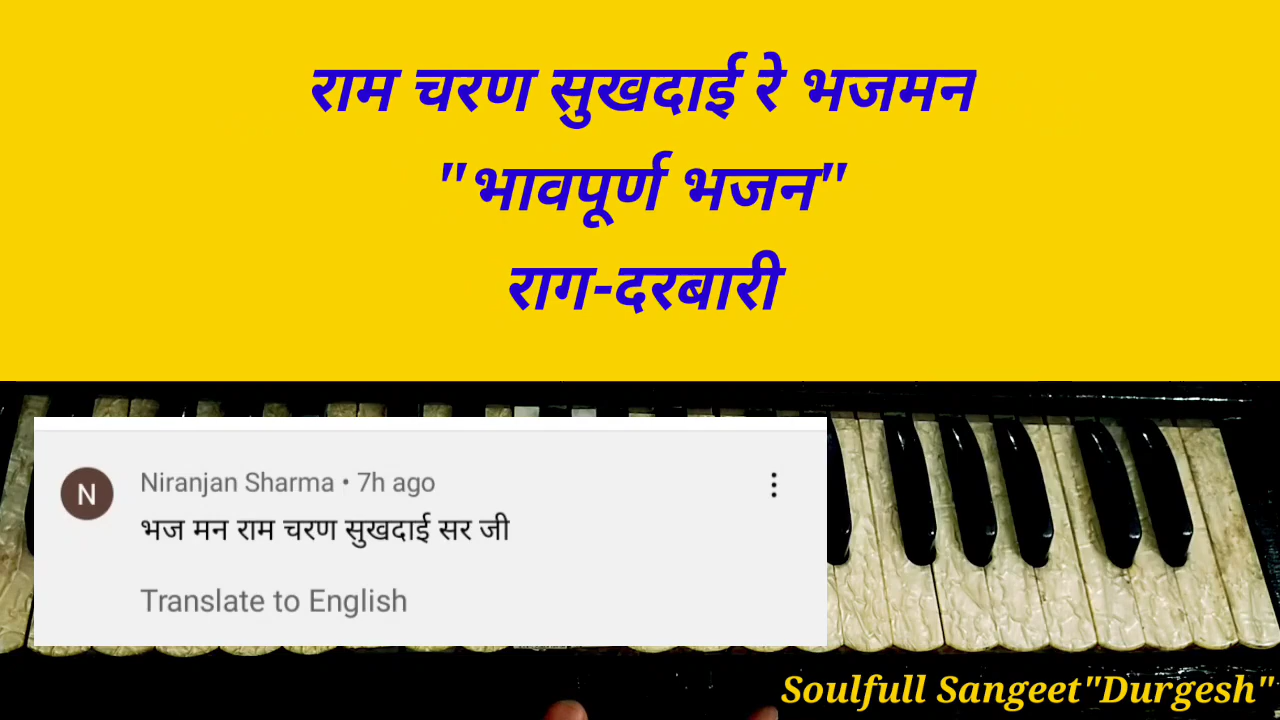 राम चरण सुखदाई रे भजमन
"भावपूर्ण भजन"
राग-दरबारी
N
Niranjan Sharma • 7h ago
भज मन राम चरण सुखदाई सर जी
Translate to English
Soulfull Sangeet"Durgesh"